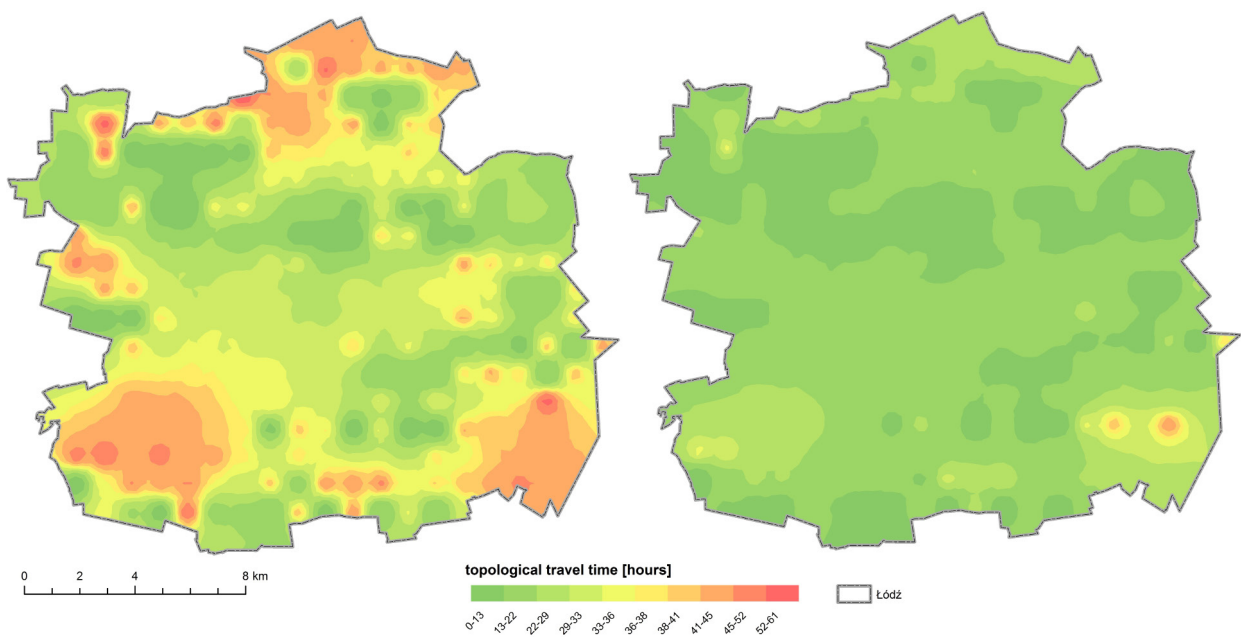 0 2 4 8 km
topological travel time [hours]
0-13 13-22 22-29 29-33 33-36 36-38 38-41 41-45 45-52 52-61
Łódź